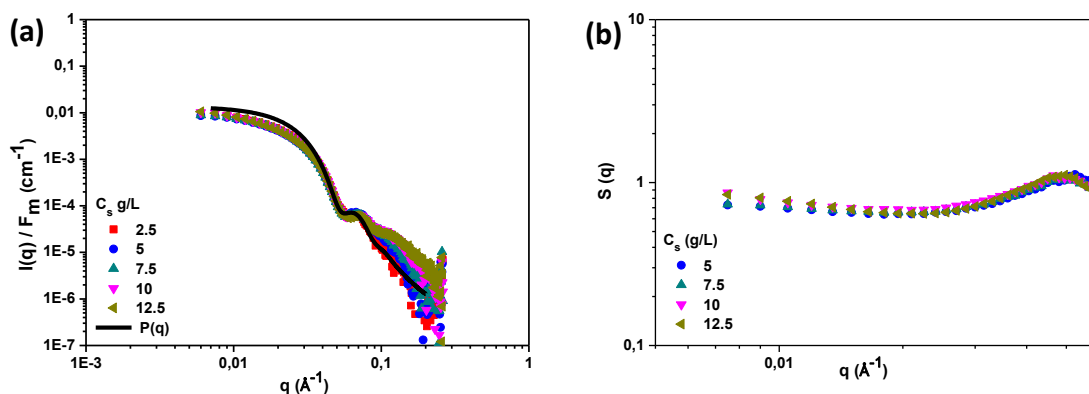 (a)
1
0,1
0,01
1E-3
1E-4
1E-5
1E-6
1E-7
I(q) / Fm (cm-1)
Cs g/L
2.5
5
7.5
10
12.5
P(q)
1E-3
0,01
0,1
1
q (Å-1)
(b)
10
1
0,1
S (q)
Cs (g/L)
5
7.5
10
12.5
0,01
q (Å-1)